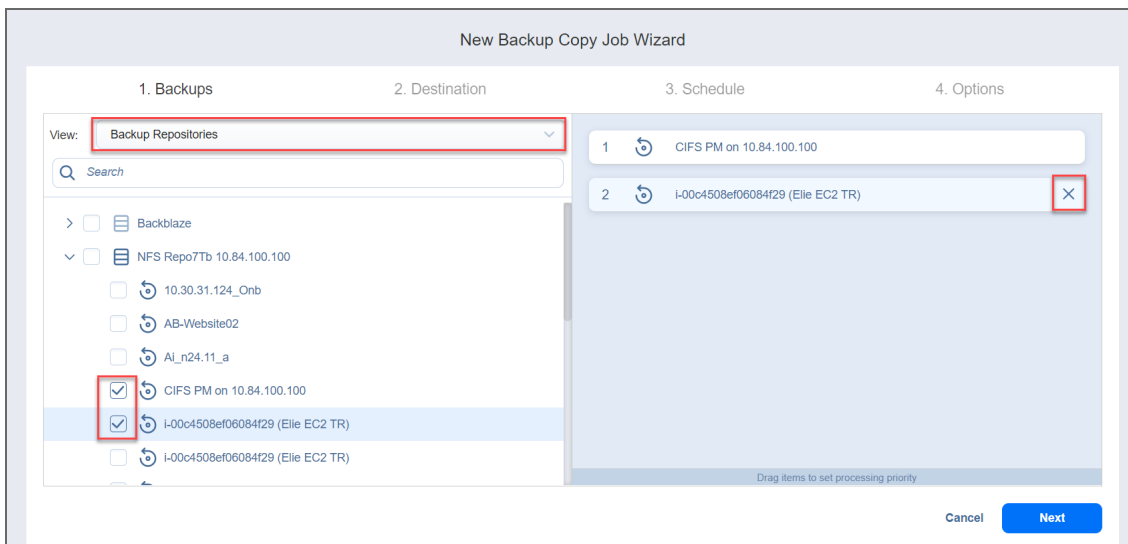 New Backup Copy Job Wizard
1. Backups
2. Destination
3. Schedule
4. Options
View:
Backup Repositories
Search
Backblaze
NFS Repo7Tb 10.84.100.100
10.30.31.124_Onb
AB-Website02
Ai_n24.11_a
CIFS PM on 10.84.100.100
i-00c4508ef06084f29 (Elie EC2 TR)
i-00c4508ef06084f29 (Elie EC2 TR)
1 CIFS PM on 10.84.100.100
2 i-00c4508ef06084f29 (Elie EC2 TR)
Drag items to set processing priority
Cancel
Next